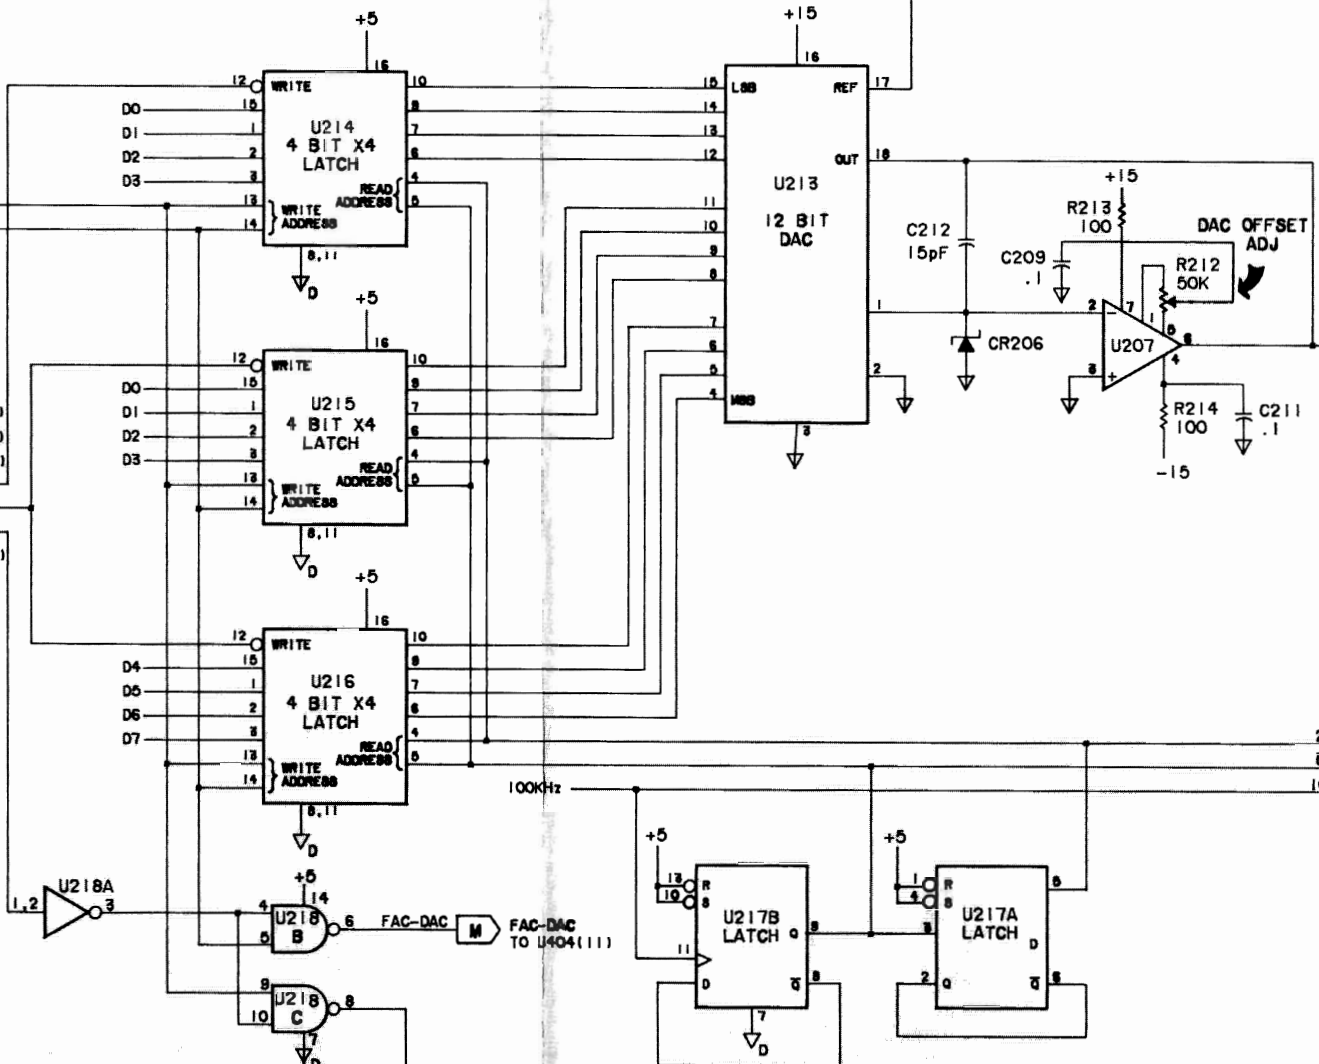 +5
16
12 WRITE 10
D0 15 9
D1 1 U214 7
D2 2 4 BIT X4 6
LATCH
D3 3 READ 4
ADDRESS 5
13 WRITE
14 ADDRESS
8,11
D
+5
16
12 WRITE 10
D0 15 9
D1 1 U215 7
D2 2 4 BIT X4 6
LATCH
D3 3 READ 4
ADDRESS 5
13 WRITE
14 ADDRESS
8,11
D
+5
16
12 WRITE 10
D4 15 9
D5 1 U216 7
D6 2 4 BIT X4 6
LATCH
D7 3 READ 4
ADDRESS 5
13 WRITE
14 ADDRESS
8,11
D
+15
16
15 LSB REF 17
14
13
12 OUT 18
U213
11
10 12 BIT
DAC
9
8
7 1
6
5 2
4 MSB
3
C212
15pF
CR206
+15
R213
100
C209
.1
DAC OFFSET
ADJ
R212
50K
2 - 7 1
5
U207 6
3 + 4
R214
100
C211
.1
-15
100KHz
1,2 U218A 3
+5
14
4 U218 6
5 B
FAC-DAC M FAC-DAC
TO U404(11)
9 U218 8
10 C
7
D
+5
13 R
10 S
U217B
LATCH Q 9
11
D Q 8
7
D
+5
1 R 5
4 S
U217A
3 LATCH
D
2 Q Q 6